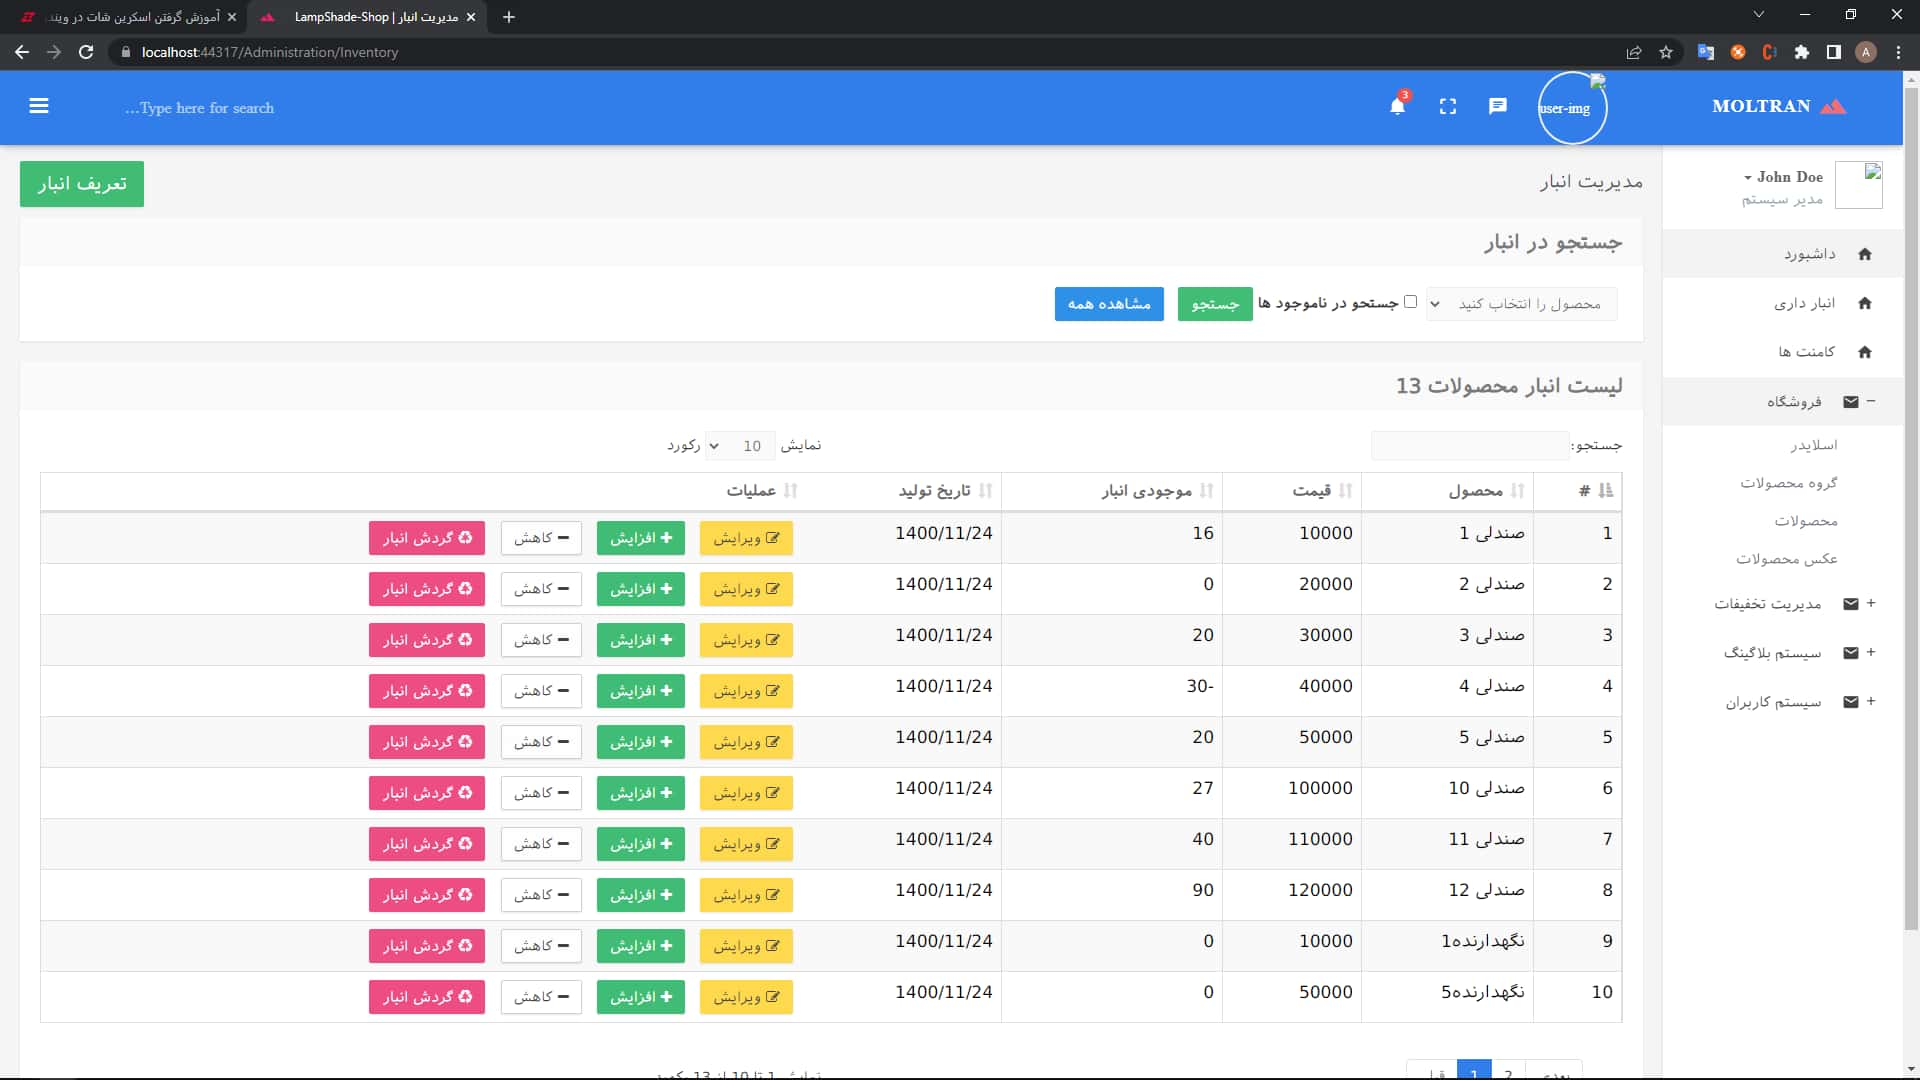 آموزش گرفتن اسکرین شات در ویند
مدیریت انبار | LampShade-Shop
localhost:44317/Administration/Inventory
A
MOLTRAN
user-img
3
...Type here for search
John Doe
مدیر سیستم
داشبورد
انبار داری
کامنت ها
فروشگاه
اسلایدر
گروه محصولات
محصولات
عکس محصولات
مدیریت تخفیفات
سیستم بلاگینگ
سیستم کاربران
مدیریت انبار
تعریف انبار
جستجو در انبار
محصول را انتخاب کنید جستجو در ناموجود ها جستجو مشاهده همه
لیست انبار محصولات 13
جستجو: نمایش 10 رکورد
# محصول قیمت موجودی انبار تاریخ تولید عملیات
1 صندلی 1 10000 16 1400/11/24 ویرایش افزایش کاهش گردش انبار
2 صندلی 2 20000 0 1400/11/24 ویرایش افزایش کاهش گردش انبار
3 صندلی 3 30000 20 1400/11/24 ویرایش افزایش کاهش گردش انبار
4 صندلی 4 40000 30- 1400/11/24 ویرایش افزایش کاهش گردش انبار
5 صندلی 5 50000 20 1400/11/24 ویرایش افزایش کاهش گردش انبار
6 صندلی 10 100000 27 1400/11/24 ویرایش افزایش کاهش گردش انبار
7 صندلی 11 110000 40 1400/11/24 ویرایش افزایش کاهش گردش انبار
8 صندلی 12 120000 90 1400/11/24 ویرایش افزایش کاهش گردش انبار
9 نگهدارنده1 10000 0 1400/11/24 ویرایش افزایش کاهش گردش انبار
10 نگهدارنده5 50000 0 1400/11/24 ویرایش افزایش کاهش گردش انبار
نمایش 1 تا 10 از 13 رکورد
قبلی 1 2 بعدی